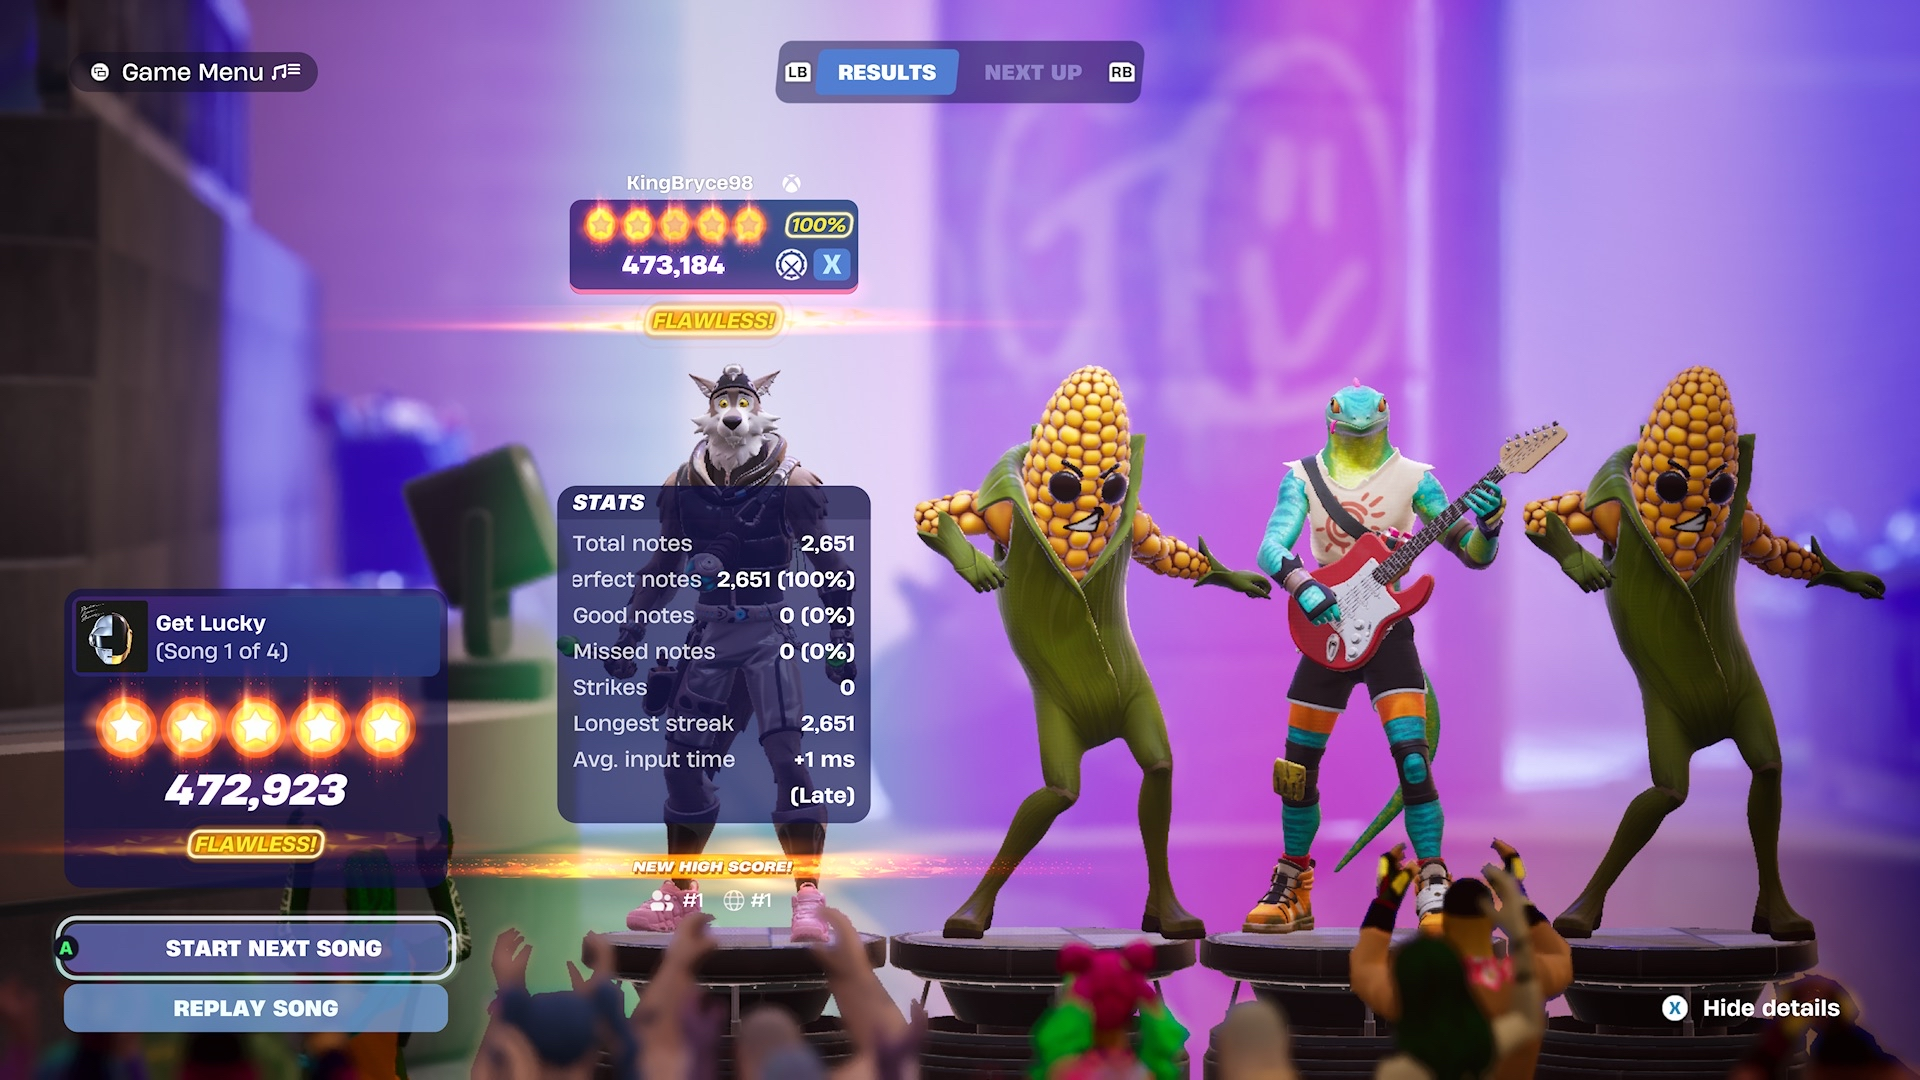 Game Menu
LB RESULTS NEXT UP RB
KingBryce98
100%
473,184 X
FLAWLESS!
STATS
Total notes 2,651
erfect notes 2,651 (100%)
Good notes 0 (0%)
Missed notes 0 (0%)
Strikes 0
Longest streak 2,651
Avg. input time +1 ms
(Late)
NEW HIGH SCORE!
#1 #1
Get Lucky
(Song 1 of 4)
472,923
FLAWLESS!
A START NEXT SONG
REPLAY SONG
X Hide details